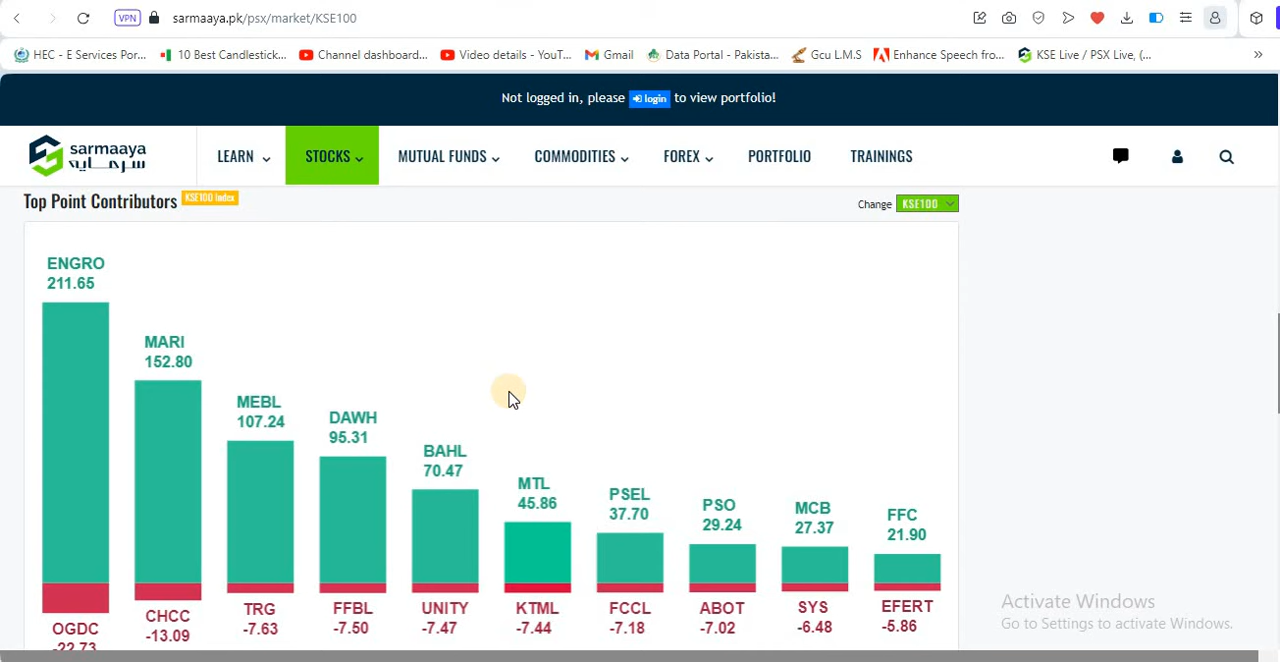 VPN sarmaaya.pk/psx/market/KSE100
HEC - E Services Por... 10 Best Candlestick... Channel dashboard... Video details - YouT... Gmail Data Portal - Pakista... Gcu L.M.S Enhance Speech fro... KSE Live / PSX Live, (... »
Not logged in, please login to view portfolio!
sarmaaya
سرمایہ
LEARN STOCKS MUTUAL FUNDS COMMODITIES FOREX PORTFOLIO TRAININGS
Top Point Contributors KSE100 Index
Change KSE100
ENGRO
211.65
MARI
152.80
MEBL
107.24
DAWH
95.31
BAHL
70.47
MTL
45.86
PSEL
37.70
PSO
29.24
MCB
27.37
FFC
21.90
OGDC
-22.73
CHCC
-13.09
TRG
-7.63
FFBL
-7.50
UNITY
-7.47
KTML
-7.44
FCCL
-7.18
ABOT
-7.02
SYS
-6.48
EFERT
-5.86
Activate Windows
Go to Settings to activate Windows.